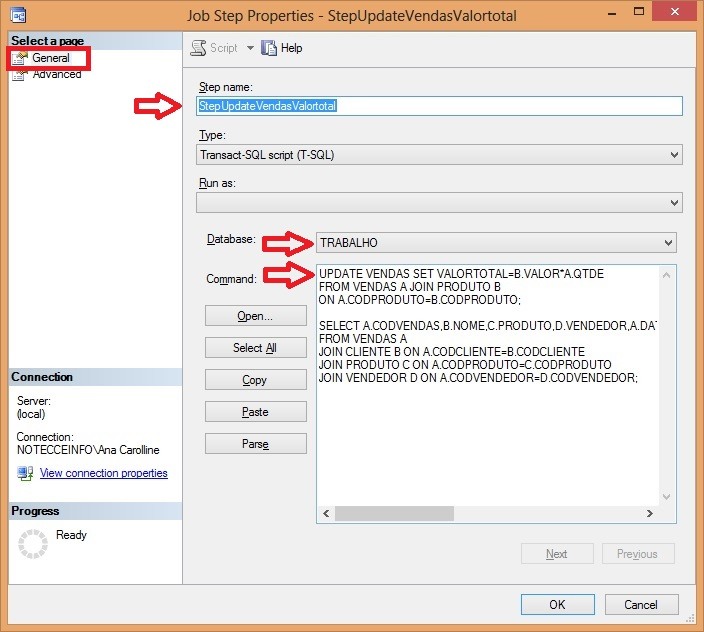 Job Step Properties - StepUpdateVendasValortotal
Select a page
General
Advanced
Script
Help
Step name:
StepUpdateVendasValortotal
Type:
Transact-SQL script (T-SQL)
Run as:
Database:
TRABALHO
Command:
UPDATE VENDAS SET VALORTOTAL=B.VALOR*A.QTDE
FROM VENDAS A JOIN PRODUTO B
ON A.CODPRODUTO=B.CODPRODUTO;
SELECT A.CODVENDAS,B.NOME,C.PRODUTO,D.VENDEDOR,A.DA
FROM VENDAS A
JOIN CLIENTE B ON A.CODCLIENTE=B.CODCLIENTE
JOIN PRODUTO C ON A.CODPRODUTO=C.CODPRODUTO
JOIN VENDEDOR D ON A.CODVENDEDOR=D.CODVENDEDOR;
Open...
Select All
Copy
Paste
Parse
Connection
Server:
(local)
Connection:
NOTECCEINFO\Ana Carolline
View connection properties
Progress
Ready
Next
Previous
OK
Cancel